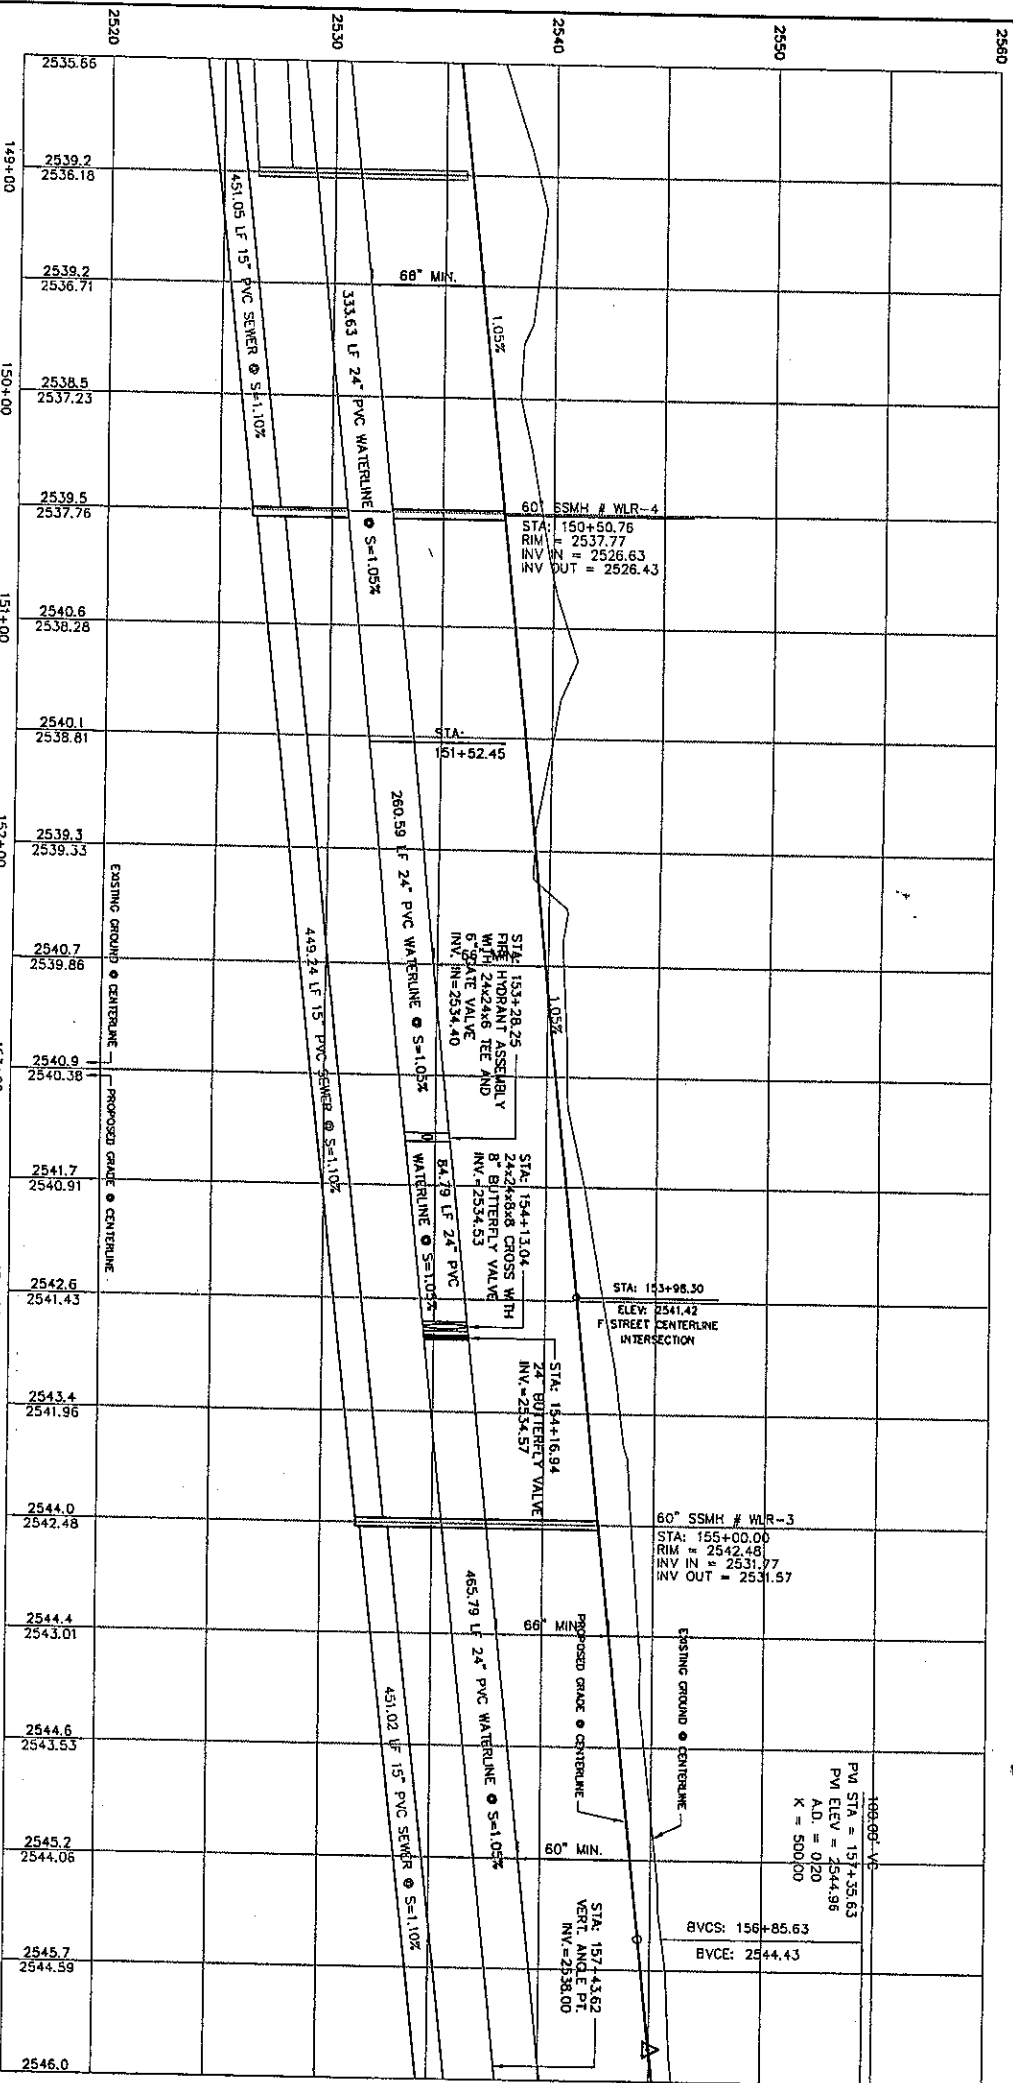 2560
2550
2540
2530
2520
2535.66
2539.2
2536.18
2539.2
2536.71
2538.5
2537.23
2539.5
2537.76
2540.6
2538.28
2540.1
2538.81
2539.3
2539.33
2540.7
2539.86
2540.9
2540.38
2541.7
2540.91
2542.6
2541.43
2543.4
2541.96
2544.0
2542.48
2544.4
2543.01
2544.6
2543.53
2545.2
2544.06
2545.7
2544.59
2546.0
149+00
150+00
151+00
152+00
451.05 LF 15" PVC SEWER @ S=1.10%
333.63 LF 24" PVC WATERLINE @ S=1.05%
66" MIN.
1.05%
60" SSMH # WLR-4
STA: 150+50.76
RIM = 2537.77
INV IN = 2526.63
INV OUT = 2526.43
STA:
151+52.45
260.59 LF 24" PVC WATERLINE @ S=1.05%
449.24 LF 15" PVC SEWER @ S=1.10%
EXISTING GROUND @ CENTERLINE
PROPOSED GRADE @ CENTERLINE
STA: 153+28.25
FIRE HYDRANT ASSEMBLY
WITH 24x24x6 TEE AND
6" GATE VALVE
INV. IN=2534.40
1.05%
84.79 LF 24" PVC
WATERLINE @ S=1.05%
STA: 154+13.04
24x24x8x8 CROSS WITH
8" BUTTERFLY VALVE
INV.=2534.53
STA: 153+98.30
ELEV: 2541.42
F STREET CENTERLINE
INTERSECTION
STA: 154+16.94
24" BUTTERFLY VALVE
INV.=2534.57
60" SSMH # WLR-3
STA: 155+00.00
RIM = 2542.48
INV IN = 2531.77
INV OUT = 2531.57
465.79 LF 24" PVC WATERLINE @ S=1.05%
451.02 LF 15" PVC SEWER @ S=1.10%
66" MIN.
PROPOSED GRADE @ CENTERLINE
EXISTING GROUND @ CENTERLINE
60" MIN.
100.00' VC
PVI STA = 157+35.63
PVI ELEV = 2544.96
A.D. = 0.20
K = 500.00
BVCS: 156+85.63
BVCE: 2544.43
STA: 157+43.62
VERT. ANGLE PT.
INV.=2538.00